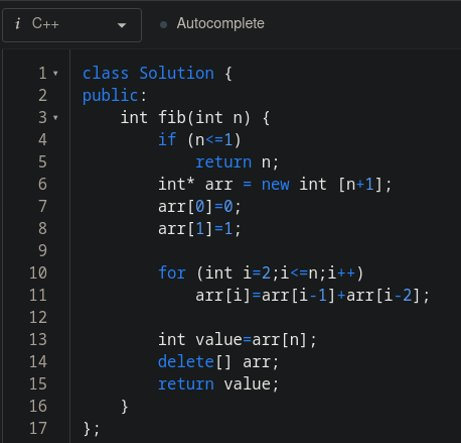 i C++ Autocomplete
1 class Solution {
2 public:
3     int fib(int n) {
4         if (n<=1)
5             return n;
6         int* arr = new int [n+1];
7         arr[0]=0;
8         arr[1]=1;
9
10         for (int i=2;i<=n;i++)
11             arr[i]=arr[i-1]+arr[i-2];
12
13         int value=arr[n];
14         delete[] arr;
15         return value;
16     }
17 };